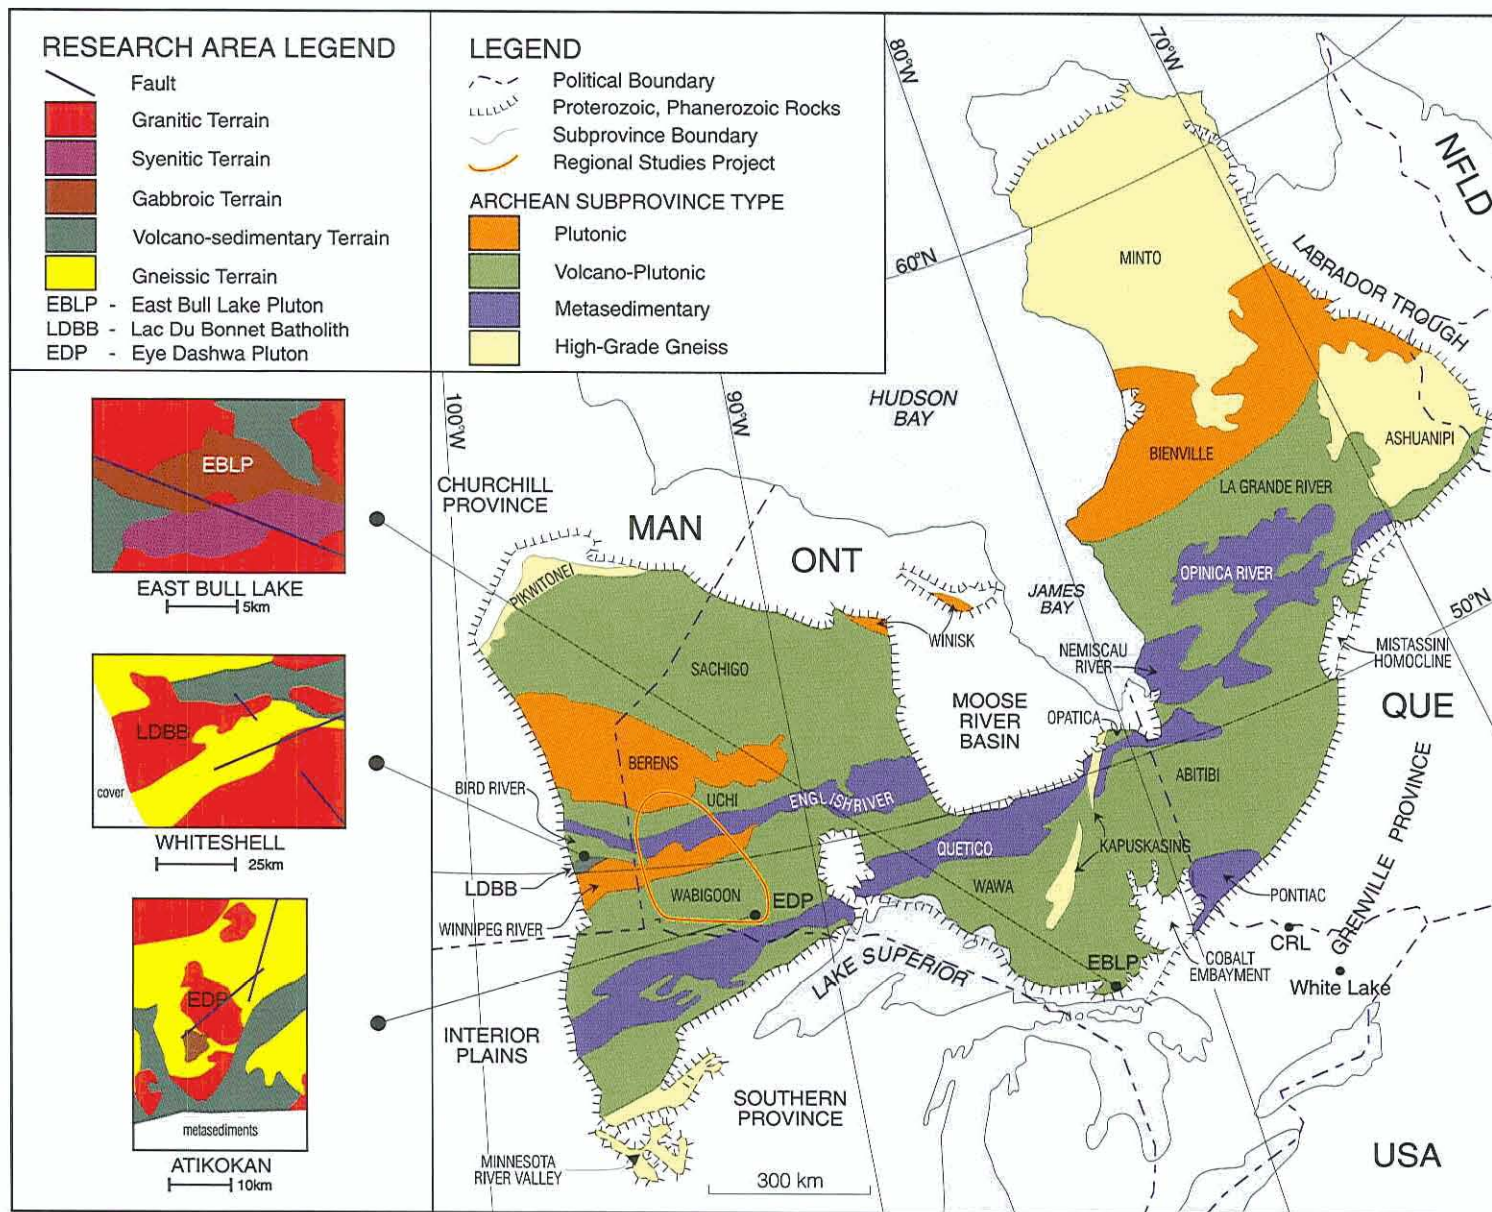 RESEARCH AREA LEGEND
Fault
Granitic Terrain
Syenitic Terrain
Gabbroic Terrain
Volcano-sedimentary Terrain
Gneissic Terrain
EBLP - East Bull Lake Pluton
LDBB - Lac Du Bonnet Batholith
EDP - Eye Dashwa Pluton
LEGEND
Political Boundary
Proterozoic, Phanerozoic Rocks
Subprovince Boundary
Regional Studies Project
ARCHEAN SUBPROVINCE TYPE
Plutonic
Volcano-Plutonic
Metasedimentary
High-Grade Gneiss
EBLP
EAST BULL LAKE
5km
LDBB
cover
WHITESHELL
25km
EDP
metasediments
ATIKOKAN
10km
80°W
70°W
NFLD
60°N
MINTO
LABRADOR TROUGH
100°W
90°W
HUDSON
BAY
BIENVILLE
ASHUANIPI
LA GRANDE RIVER
CHURCHILL
PROVINCE
MAN
ONT
PIKWITONEI
OPINICA RIVER
JAMES
BAY
50°N
WINISK
NEMISCAU
RIVER
MISTASSINI
HOMOCLINE
SACHIGO
MOOSE
RIVER
BASIN
OPATICA
QUE
BERENS
ABITIBI
BIRD RIVER
UCHI
ENGLISH RIVER
QUETICO
KAPUSKASING
LDBB
WABIGOON
EDP
WAWA
PONTIAC
GRENVILLE PROVINCE
WINNIPEG RIVER
CRL
LAKE SUPERIOR
EBLP
COBALT
EMBAYMENT
White Lake
INTERIOR
PLAINS
SOUTHERN
PROVINCE
MINNESOTA
RIVER VALLEY
300 km
USA